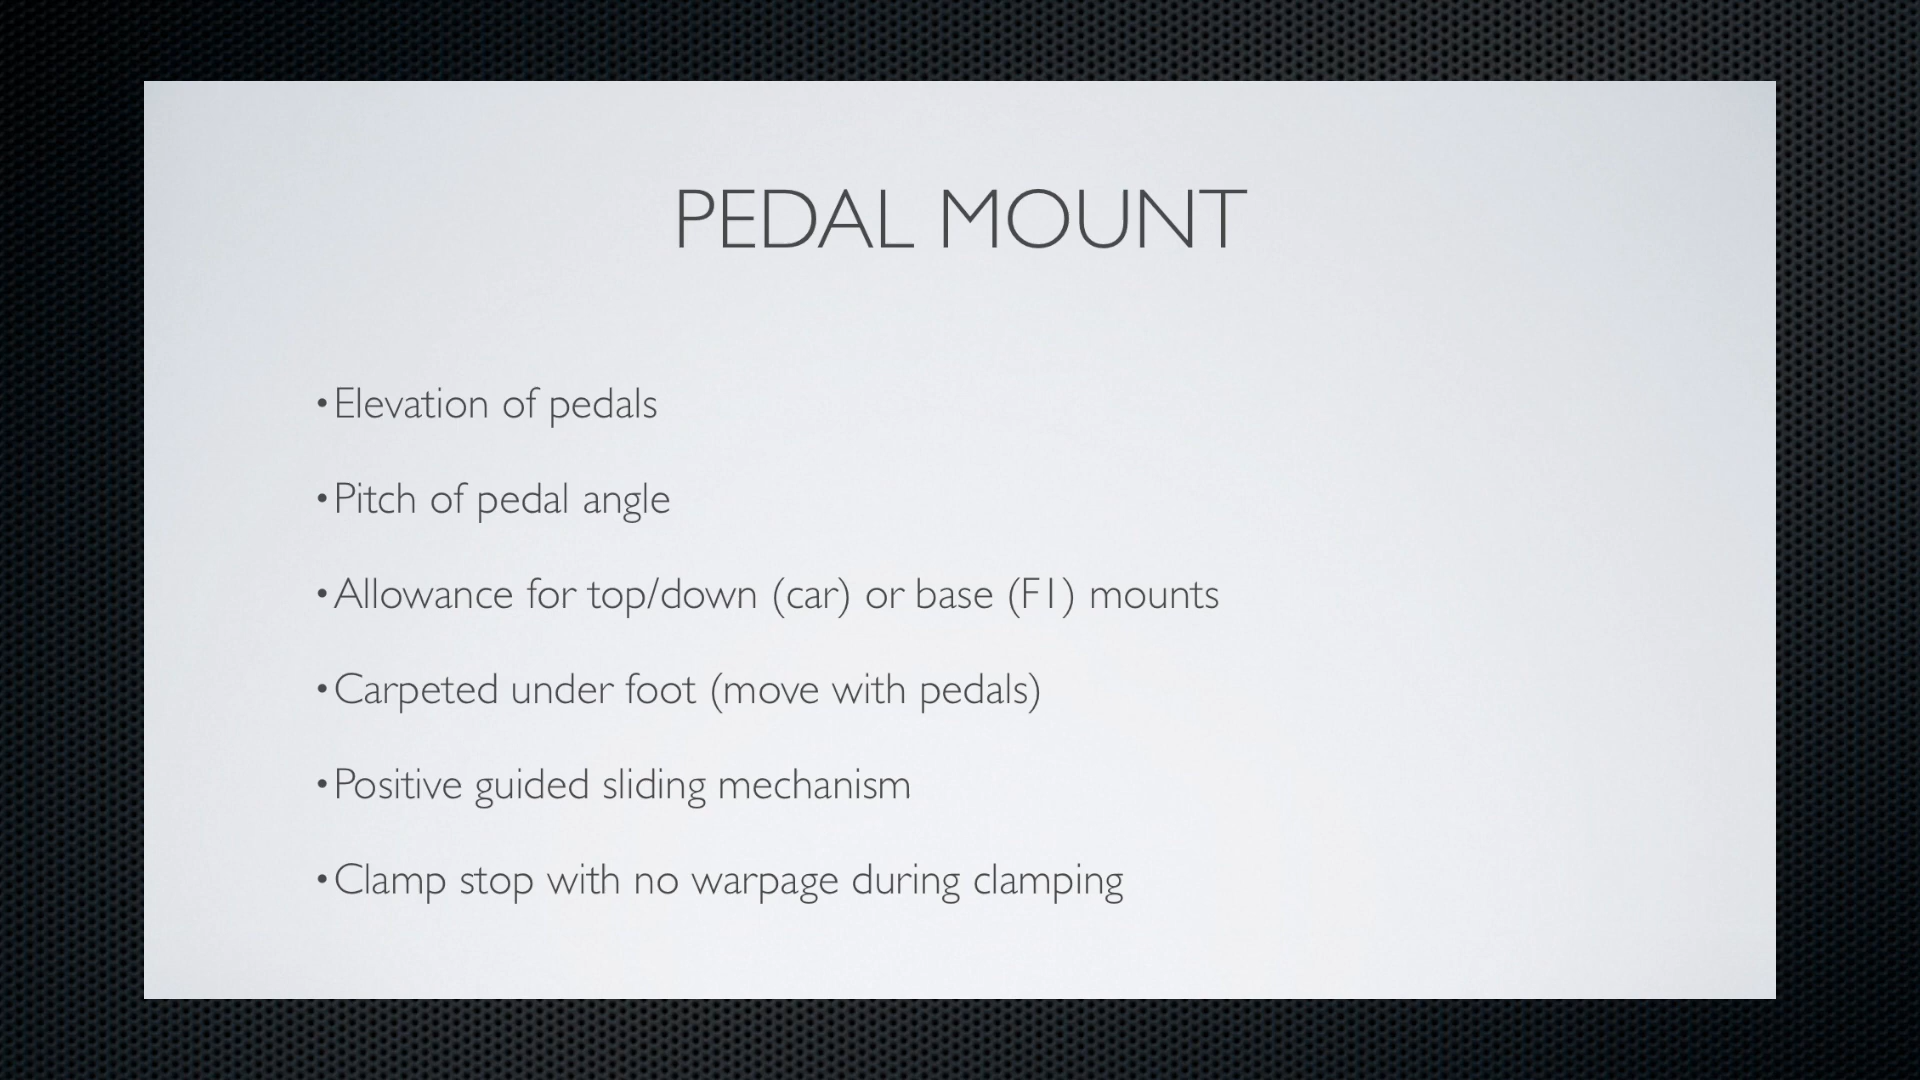 PEDAL MOUNT
•Elevation of pedals
•Pitch of pedal angle
•Allowance for top/down (car) or base (F1) mounts
•Carpeted under foot (move with pedals)
•Positive guided sliding mechanism
•Clamp stop with no warpage during clamping